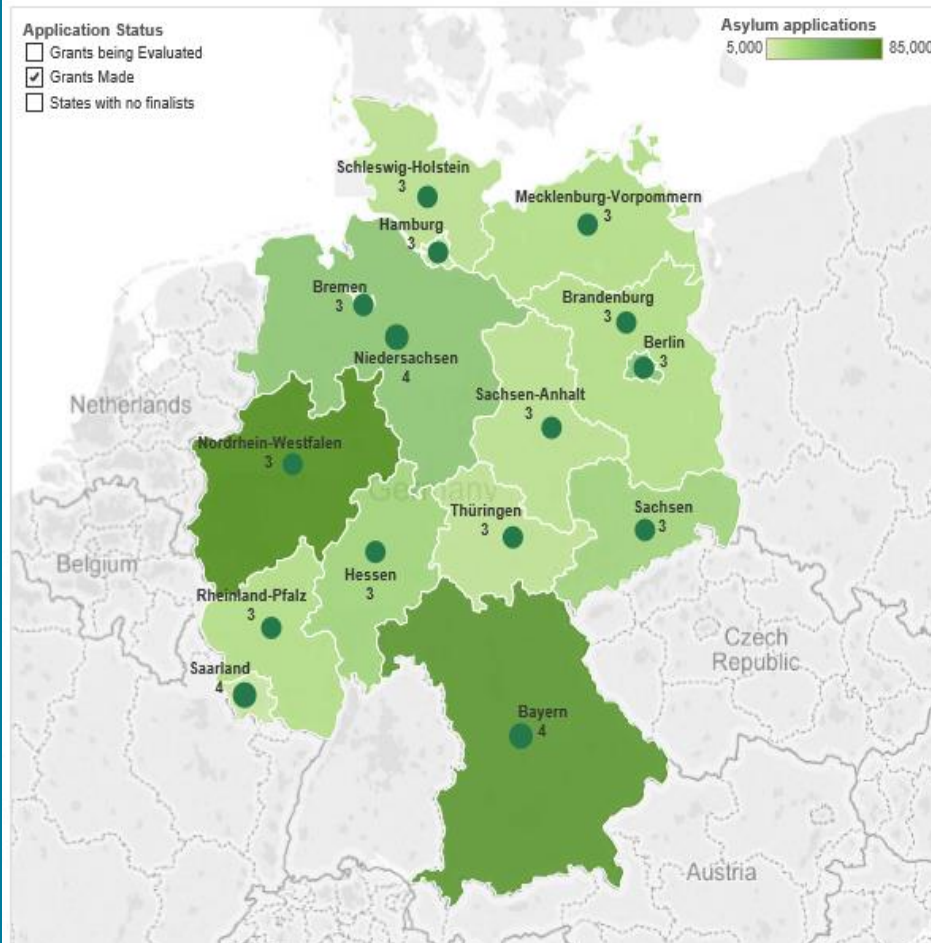 Application Status
Grants being Evaluated
Grants Made
States with no finalists
Asylum applications
5,000 85,000
Schleswig-Holstein
3
Mecklenburg-Vorpommern
3
Hamburg
3
Bremen
3
Brandenburg
3
Berlin
3
Niedersachsen
4
Sachsen-Anhalt
3
Netherlands
Nordrhein-Westfalen
3
Germany
Thüringen
3
Sachsen
3
Belgium
Hessen
3
Rheinland-Pfalz
3
Czech
Republic
Saarland
4
Bayern
4
Austria